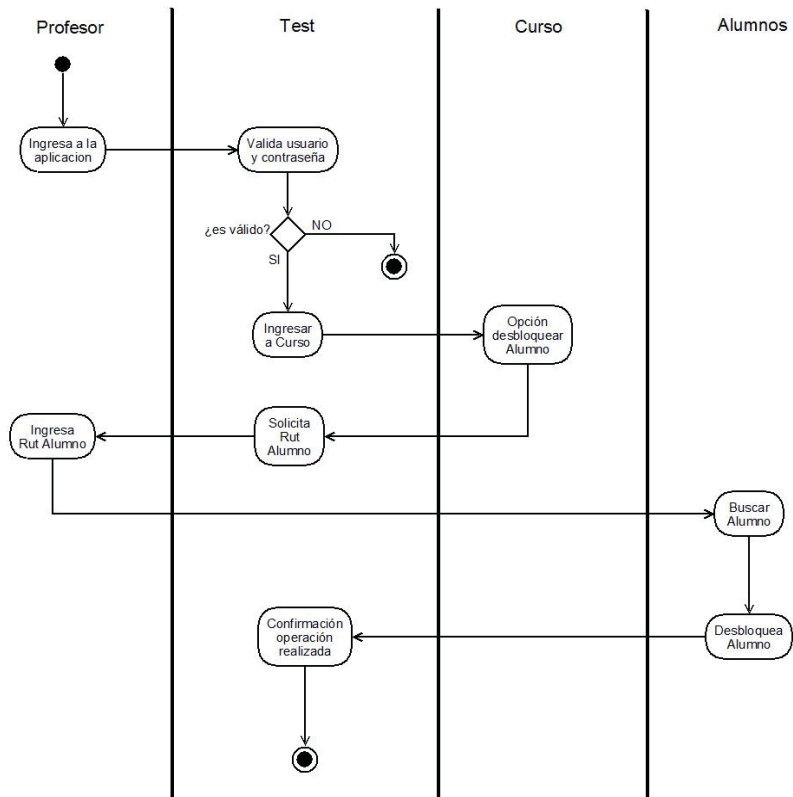 Profesor
Test
Curso
Alumnos
Ingresa a la
aplicacion
Valida usuario
y contraseña
¿es válido?
NO
SI
Ingresar
a Curso
Opción
desbloquear
Alumno
Solicita
Rut
Alumno
Ingresa
Rut Alumno
Buscar
Alumno
Desbloquea
Alumno
Confirmación
operación
realizada